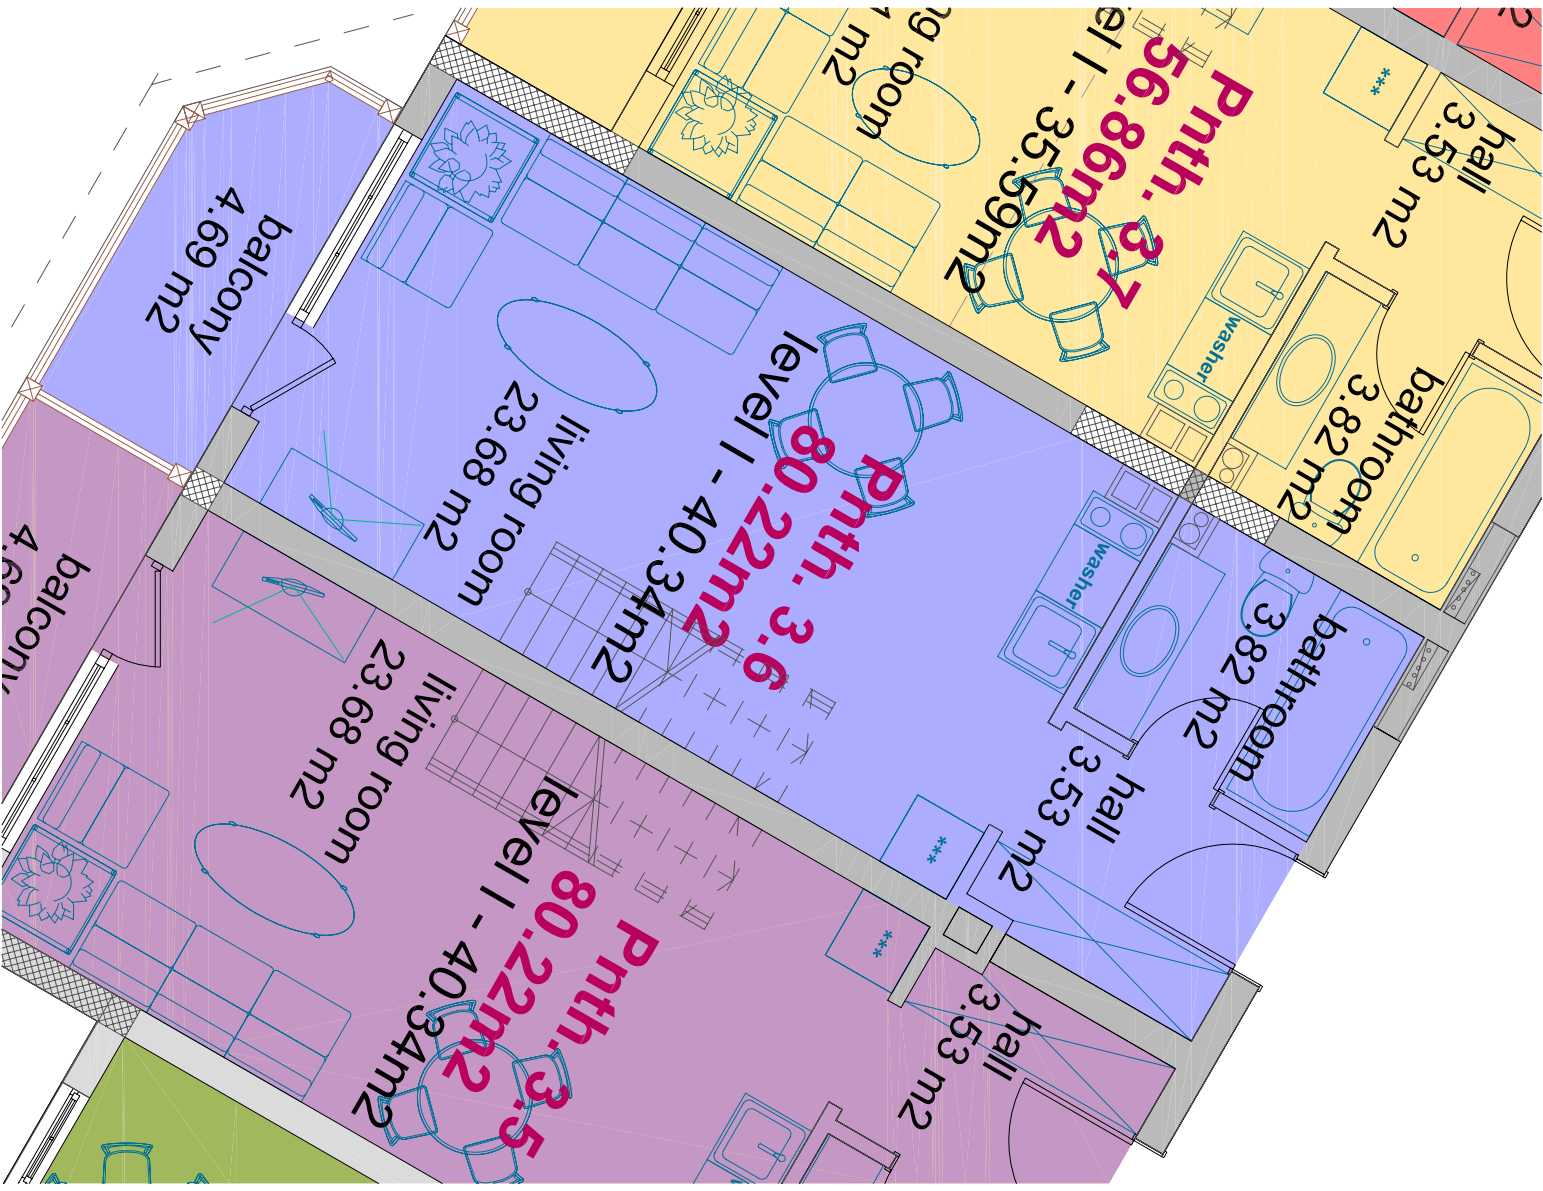 ng room
m2
level I - 35.59m2
Pnth. 3.7
56.86m2
***
hall
3.53 m2
washer
bathroom
3.82 m2
balcony
4.69 m2
living room
23.68 m2
level I - 40.34m2
Pnth. 3.6
80.22m2
washer
bathroom
3.82 m2
hall
3.53 m2
***
balcony
living room
23.68 m2
level I - 40.34m2
Pnth. 3.5
80.22m2
***
hall
3.53 m2